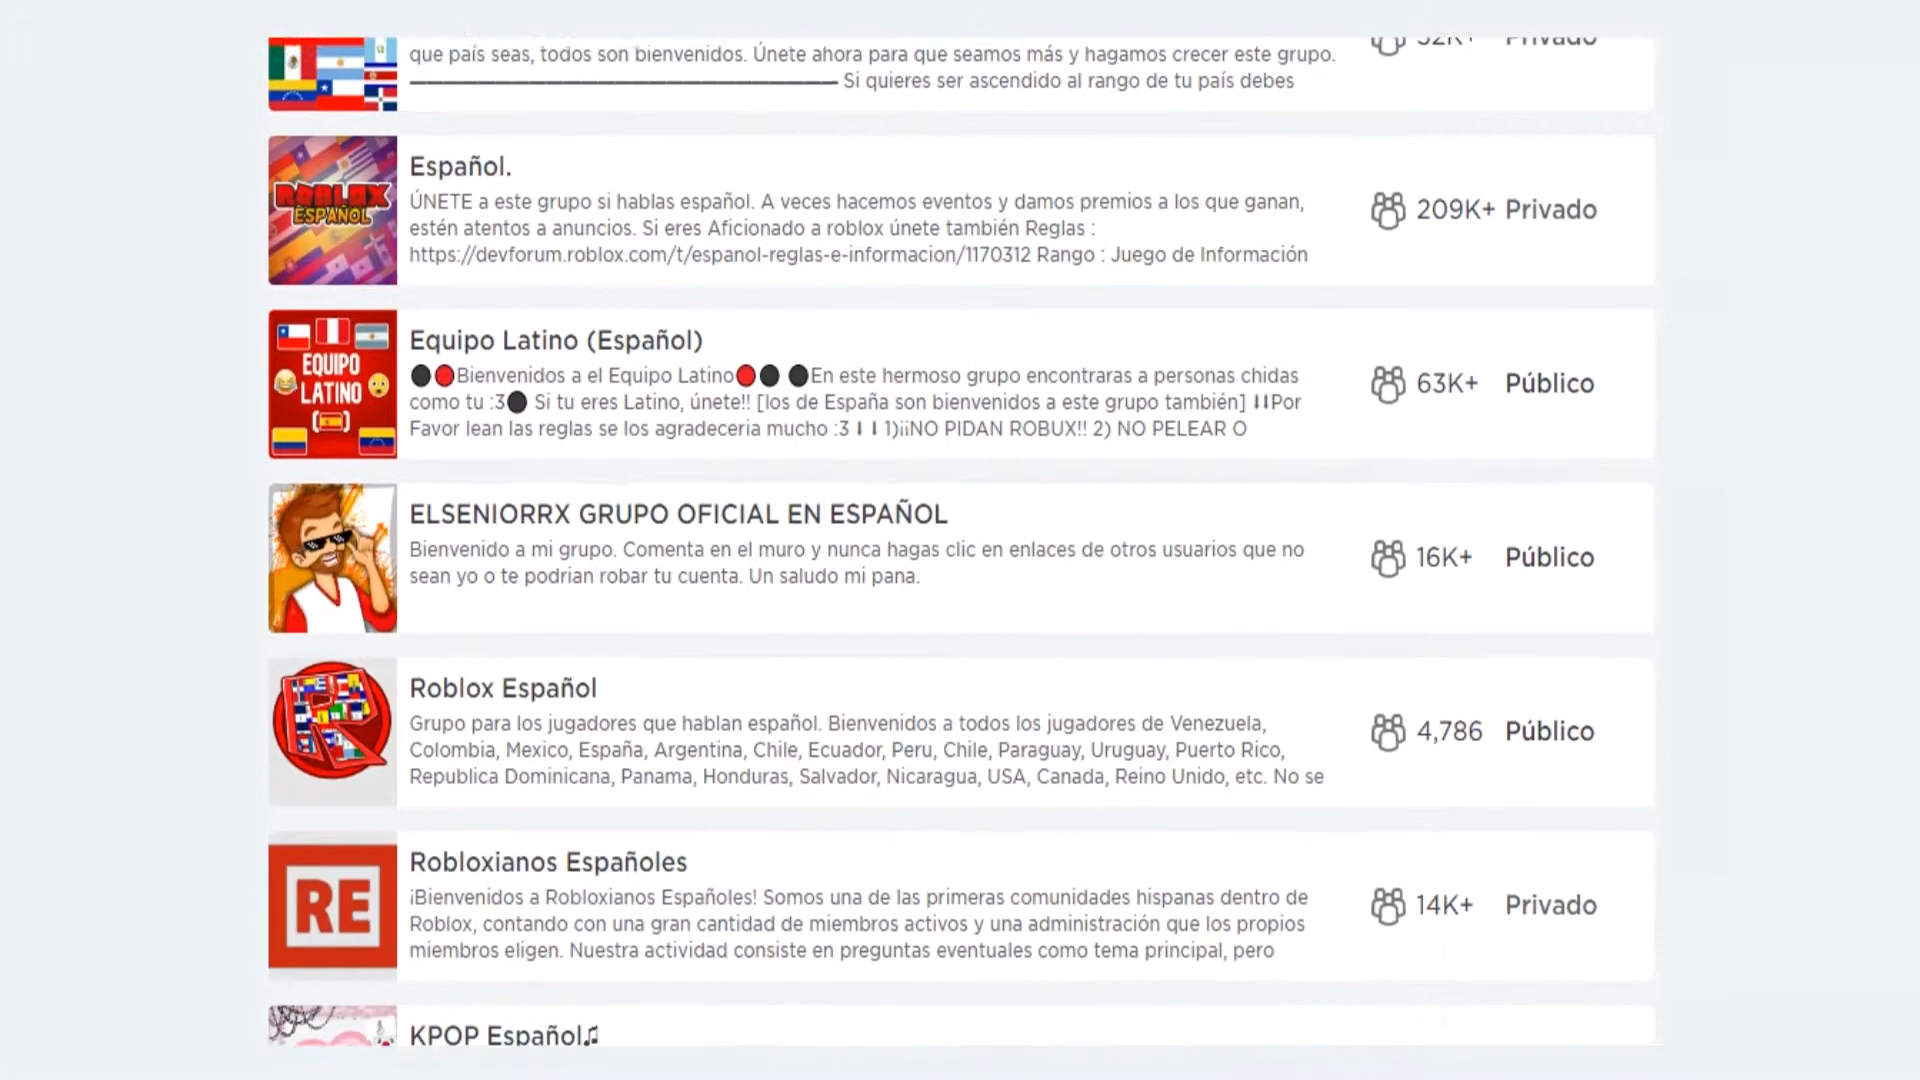 que país seas, todos son bienvenidos. Únete ahora para que seamos más y hagamos crecer este grupo.
32K+ Privado
Si quieres ser ascendido al rango de tu país debes
ROBLOX
ESPAÑOL
Español.
ÚNETE a este grupo si hablas español. A veces hacemos eventos y damos premios a los que ganan,
estén atentos a anuncios. Si eres Aficionado a roblox únete también Reglas :
https://devforum.roblox.com/t/espanol-reglas-e-informacion/1170312 Rango : Juego de Información
209K+ Privado
EQUIPO
LATINO
Equipo Latino (Español)
⚫🔴Bienvenidos a el Equipo Latino🔴⚫ ⚫En este hermoso grupo encontraras a personas chidas
como tu :3⚫ Si tu eres Latino, únete!! [los de España son bienvenidos a este grupo también] ⬇⬇Por
Favor lean las reglas se los agradeceria mucho :3 ⬇ ⬇ 1)¡¡NO PIDAN ROBUX!! 2) NO PELEAR O
63K+ Público
ELSENIORRX GRUPO OFICIAL EN ESPAÑOL
Bienvenido a mi grupo. Comenta en el muro y nunca hagas clic en enlaces de otros usuarios que no
sean yo o te podrian robar tu cuenta. Un saludo mi pana.
16K+ Público
R
Roblox Español
Grupo para los jugadores que hablan español. Bienvenidos a todos los jugadores de Venezuela,
Colombia, Mexico, España, Argentina, Chile, Ecuador, Peru, Chile, Paraguay, Uruguay, Puerto Rico,
Republica Dominicana, Panama, Honduras, Salvador, Nicaragua, USA, Canada, Reino Unido, etc. No se
4,786 Público
RE
Robloxianos Españoles
¡Bienvenidos a Robloxianos Españoles! Somos una de las primeras comunidades hispanas dentro de
Roblox, contando con una gran cantidad de miembros activos y una administración que los propios
miembros eligen. Nuestra actividad consiste en preguntas eventuales como tema principal, pero
14K+ Privado
KPOP Español♫